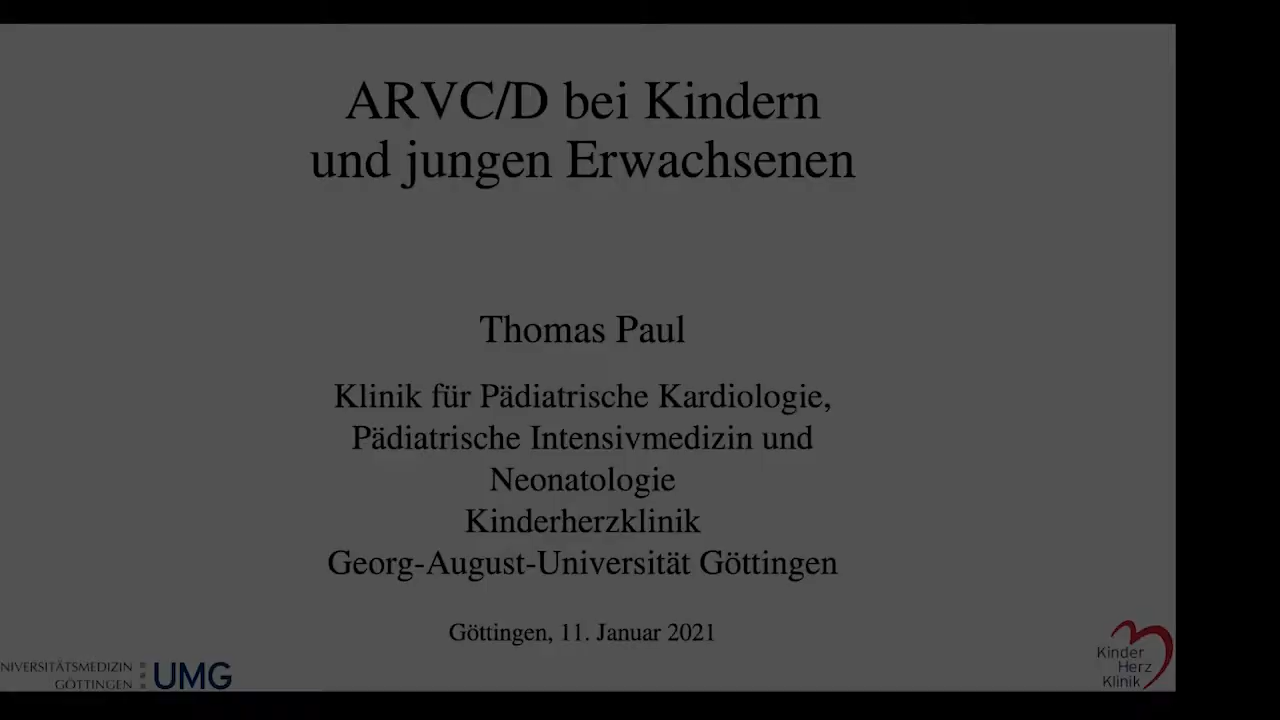 ARVC/D bei Kindern
und jungen Erwachsenen
Thomas Paul
Klinik für Pädiatrische Kardiologie,
Pädiatrische Intensivmedizin und
Neonatologie
Kinderherzklinik
Georg-August-Universität Göttingen
Göttingen, 11. Januar 2021
NIVERSITÄTSMEDIZIN
GÖTTINGEN
UMG
Kinder
Herz
Klinik